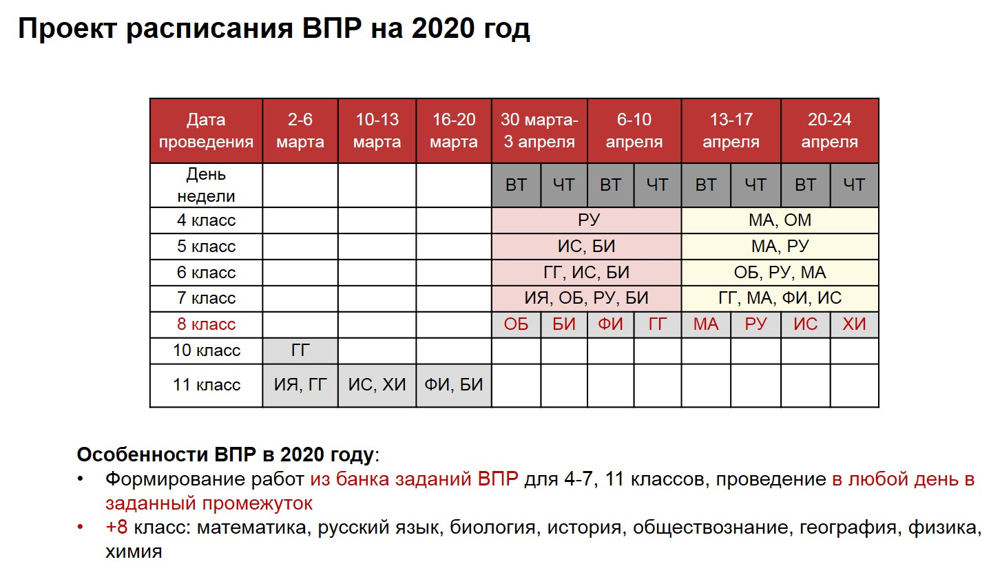 Проект расписания ВПР на 2020 год
Дата проведения 2-6 марта 10-13 марта 16-20 марта 30 марта- 3 апреля 6-10 апреля 13-17 апреля 20-24 апреля
День недели ВТ ЧТ ВТ ЧТ ВТ ЧТ ВТ ЧТ
4 класс РУ МА, ОМ
5 класс ИС, БИ МА, РУ
6 класс ГГ, ИС, БИ ОБ, РУ, МА
7 класс ИЯ, ОБ, РУ, БИ ГГ, МА, ФИ, ИС
8 класс ОБ БИ ФИ ГГ МА РУ ИС ХИ
10 класс ГГ
11 класс ИЯ, ГГ ИС, ХИ ФИ, БИ
Особенности ВПР в 2020 году:
• Формирование работ из банка заданий ВПР для 4-7, 11 классов, проведение в любой день в
заданный промежуток
• +8 класс: математика, русский язык, биология, история, обществознание, география, физика,
химия